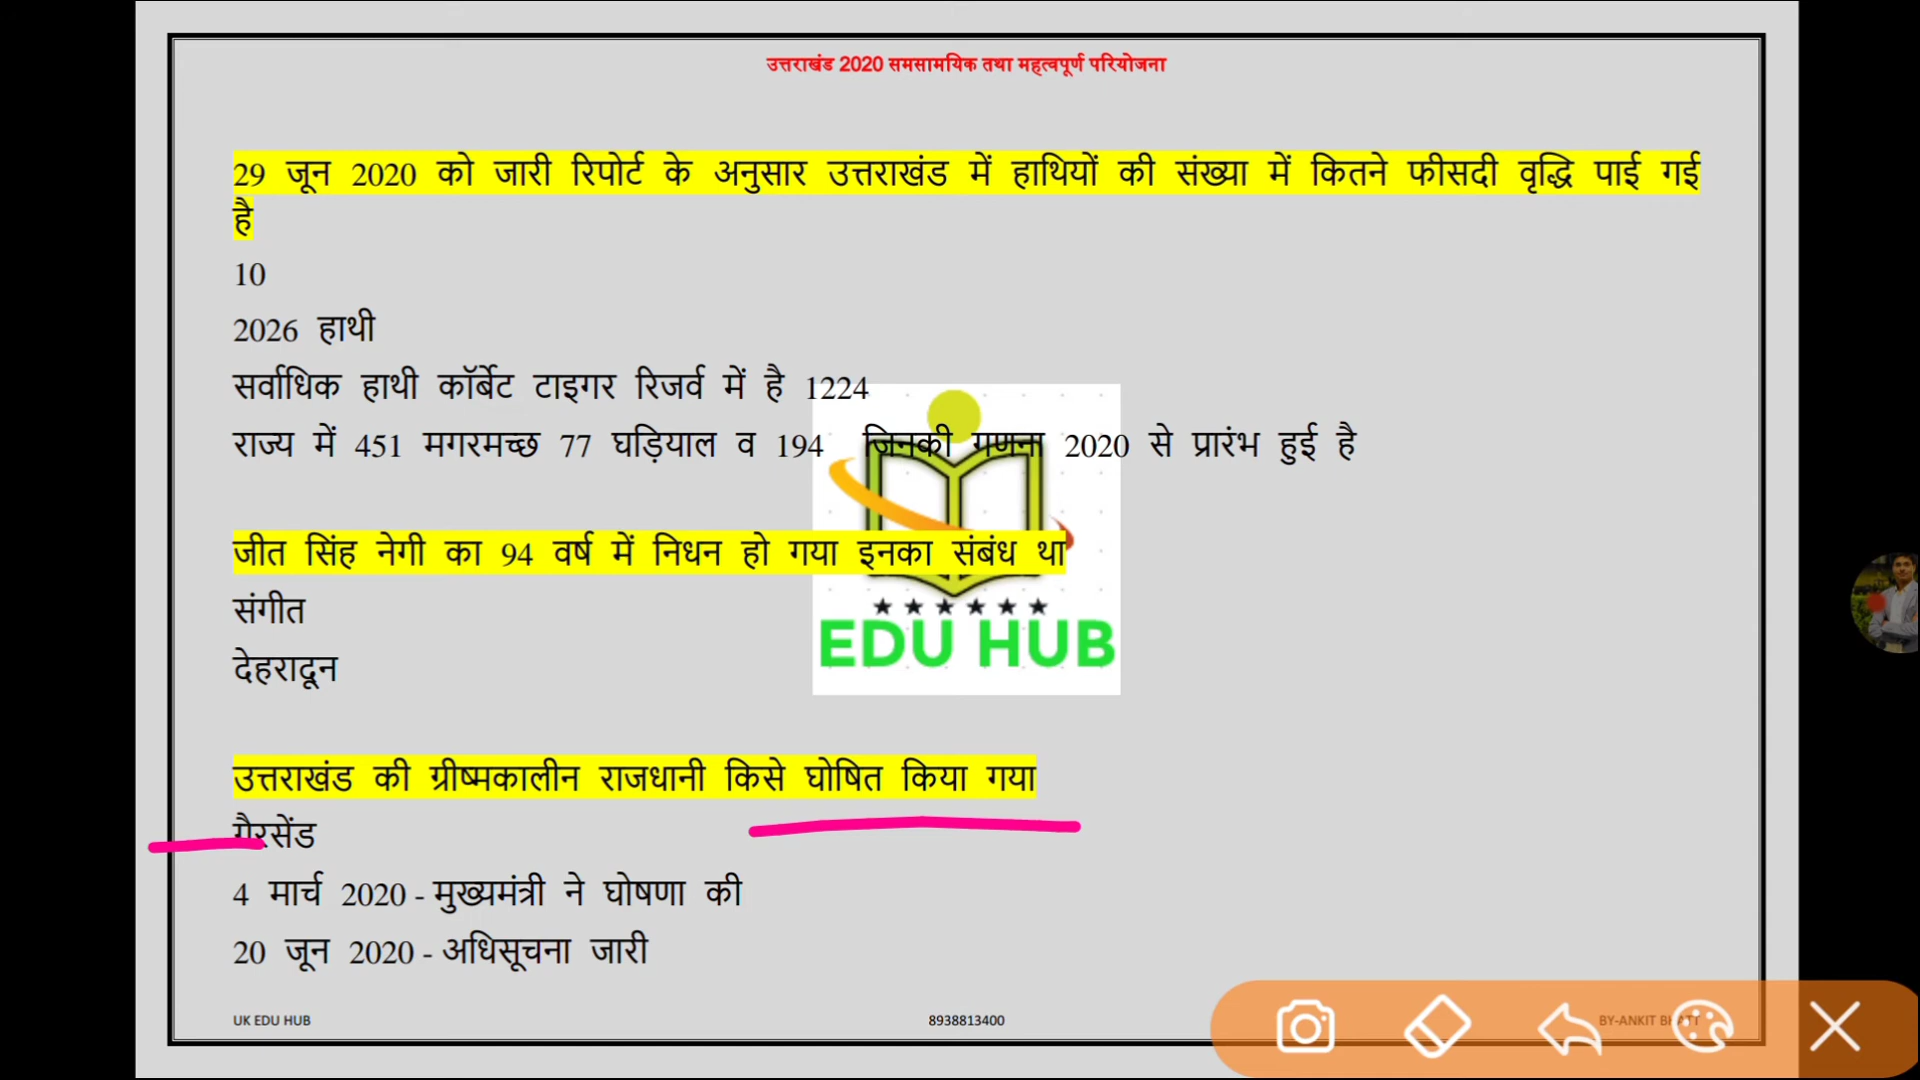 उत्तराखंड 2020 समसामयिक तथा महत्वपूर्ण परियोजना
29 जून 2020 को जारी रिपोर्ट के अनुसार उत्तराखंड में हाथियों की संख्या में कितने फीसदी वृद्धि पाई गई
है
10
2026 हाथी
सर्वाधिक हाथी कॉर्बेट टाइगर रिजर्व में है 1224
राज्य में 451 मगरमच्छ 77 घड़ियाल व 194 जिनकी गणना 2020 से प्रारंभ हुई है
जीत सिंह नेगी का 94 वर्ष में निधन हो गया इनका संबंध था
संगीत
EDU HUB
देहरादून
उत्तराखंड की ग्रीष्मकालीन राजधानी किसे घोषित किया गया
गैरसेंड
4 मार्च 2020 - मुख्यमंत्री ने घोषणा की
20 जून 2020 - अधिसूचना जारी
UK EDU HUB 8938813400 BY-ANKIT BHATT